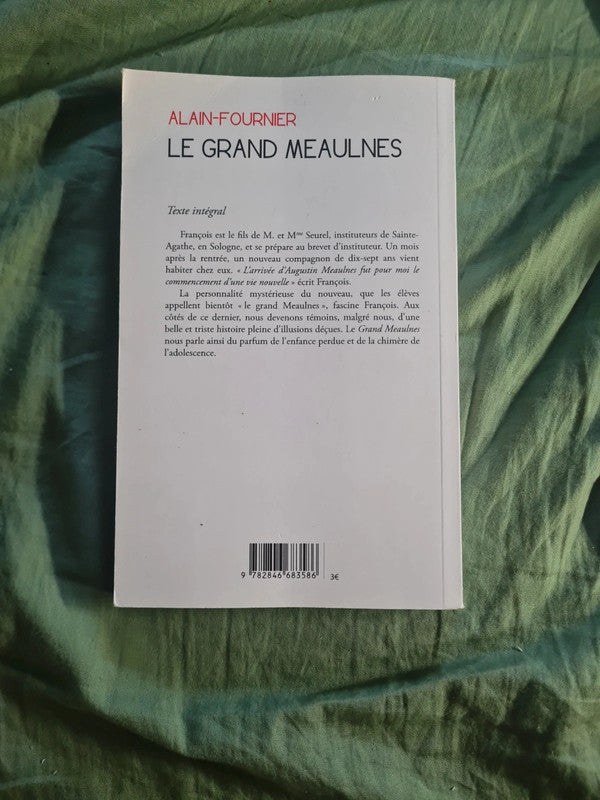 ALAIN-FOURNIER
LE GRAND MEAULNES
Texte intégral
François est le fils de M. et Mme Seurel, instituteurs de Sainte-
Agathe, en Sologne, et se prépare au brevet d'instituteur. Un mois
après la rentrée, un nouveau compagnon de dix-sept ans vient
habiter chez eux. « L'arrivée d'Augustin Meaulnes fut pour moi le
commencement d'une vie nouvelle » écrit François.
La personnalité mystérieuse du nouveau, que les élèves
appellent bientôt « le grand Meaulnes », fascine François. Aux
côtés de ce dernier, nous devenons témoins, malgré nous, d'une
belle et triste histoire pleine d'illusions déçues. Le Grand Meaulnes
nous parle ainsi du parfum de l'enfance perdue et de la chimère de
l'adolescence.
9 782846 683586
3€